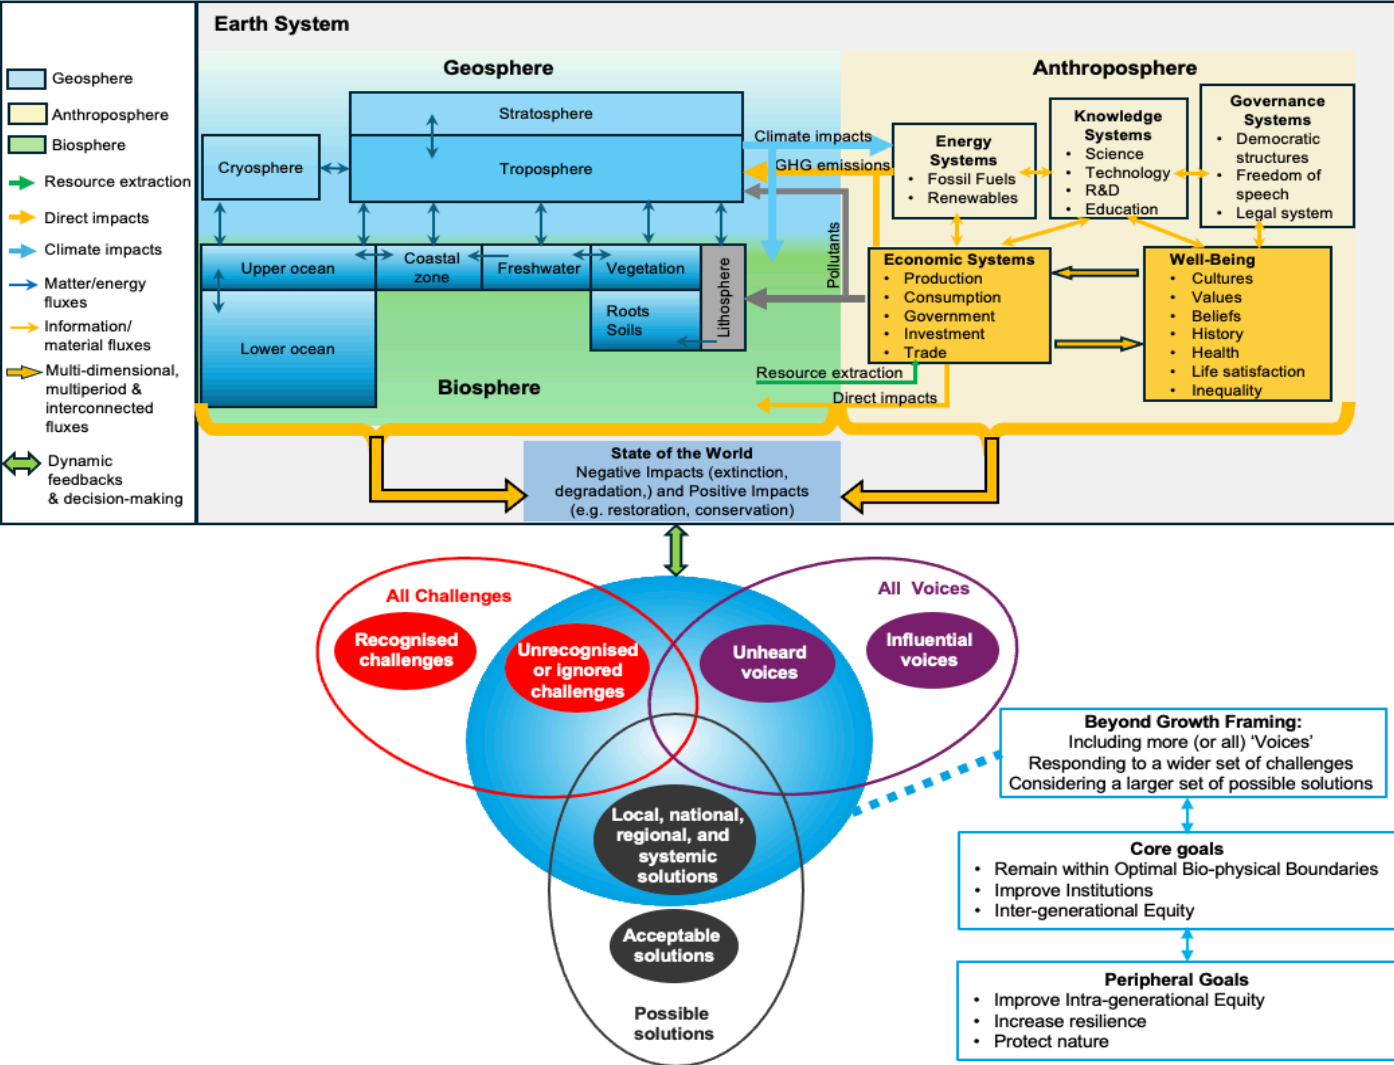 Earth System
Geosphere
Anthroposphere
Biosphere
Resource extraction
Direct impacts
Climate impacts
Matter/energy
fluxes
Information/
material fluxes
Multi-dimensional,
multiperiod &
interconnected
fluxes
Dynamic
feedbacks
& decision-making
Geosphere
Stratosphere
Troposphere
Cryosphere
Upper ocean
Coastal
zone
Freshwater
Vegetation
Lithosphere
Lower ocean
Roots
Soils
Biosphere
Climate impacts
GHG emissions
Pollutants
Resource extraction
Direct impacts
Anthroposphere
Energy
Systems
• Fossil Fuels
• Renewables
Knowledge
Systems
• Science
• Technology
• R&D
• Education
Governance
Systems
• Democratic
structures
• Freedom of
speech
• Legal system
Economic Systems
• Production
• Consumption
• Government
• Investment
• Trade
Well-Being
• Cultures
• Values
• Beliefs
• History
• Health
• Life satisfaction
• Inequality
State of the World
Negative Impacts (extinction,
degradation,) and Positive Impacts
(e.g. restoration, conservation)
All Challenges
Recognised
challenges
Unrecognised
or ignored
challenges
All Voices
Unheard
voices
Influential
voices
Local, national,
regional, and
systemic
solutions
Acceptable
solutions
Possible
solutions
Beyond Growth Framing:
Including more (or all) ‘Voices’
Responding to a wider set of challenges
Considering a larger set of possible solutions
Core goals
• Remain within Optimal Bio-physical Boundaries
• Improve Institutions
• Inter-generational Equity
Peripheral Goals
• Improve Intra-generational Equity
• Increase resilience
• Protect nature